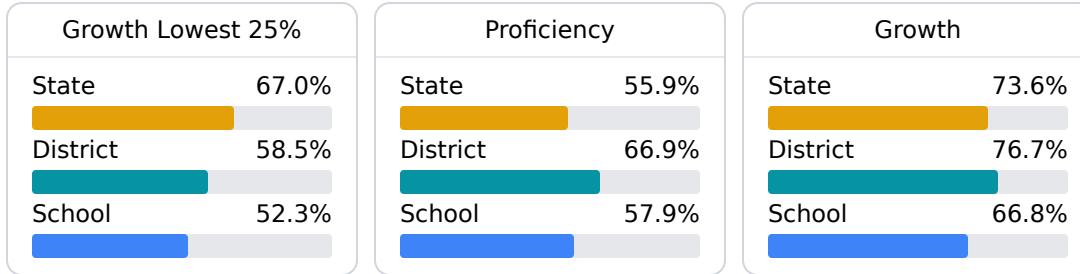 Growth Lowest 25%
State 67.0%
District 58.5%
School 52.3%
Proficiency
State 55.9%
District 66.9%
School 57.9%
Growth
State 73.6%
District 76.7%
School 66.8%